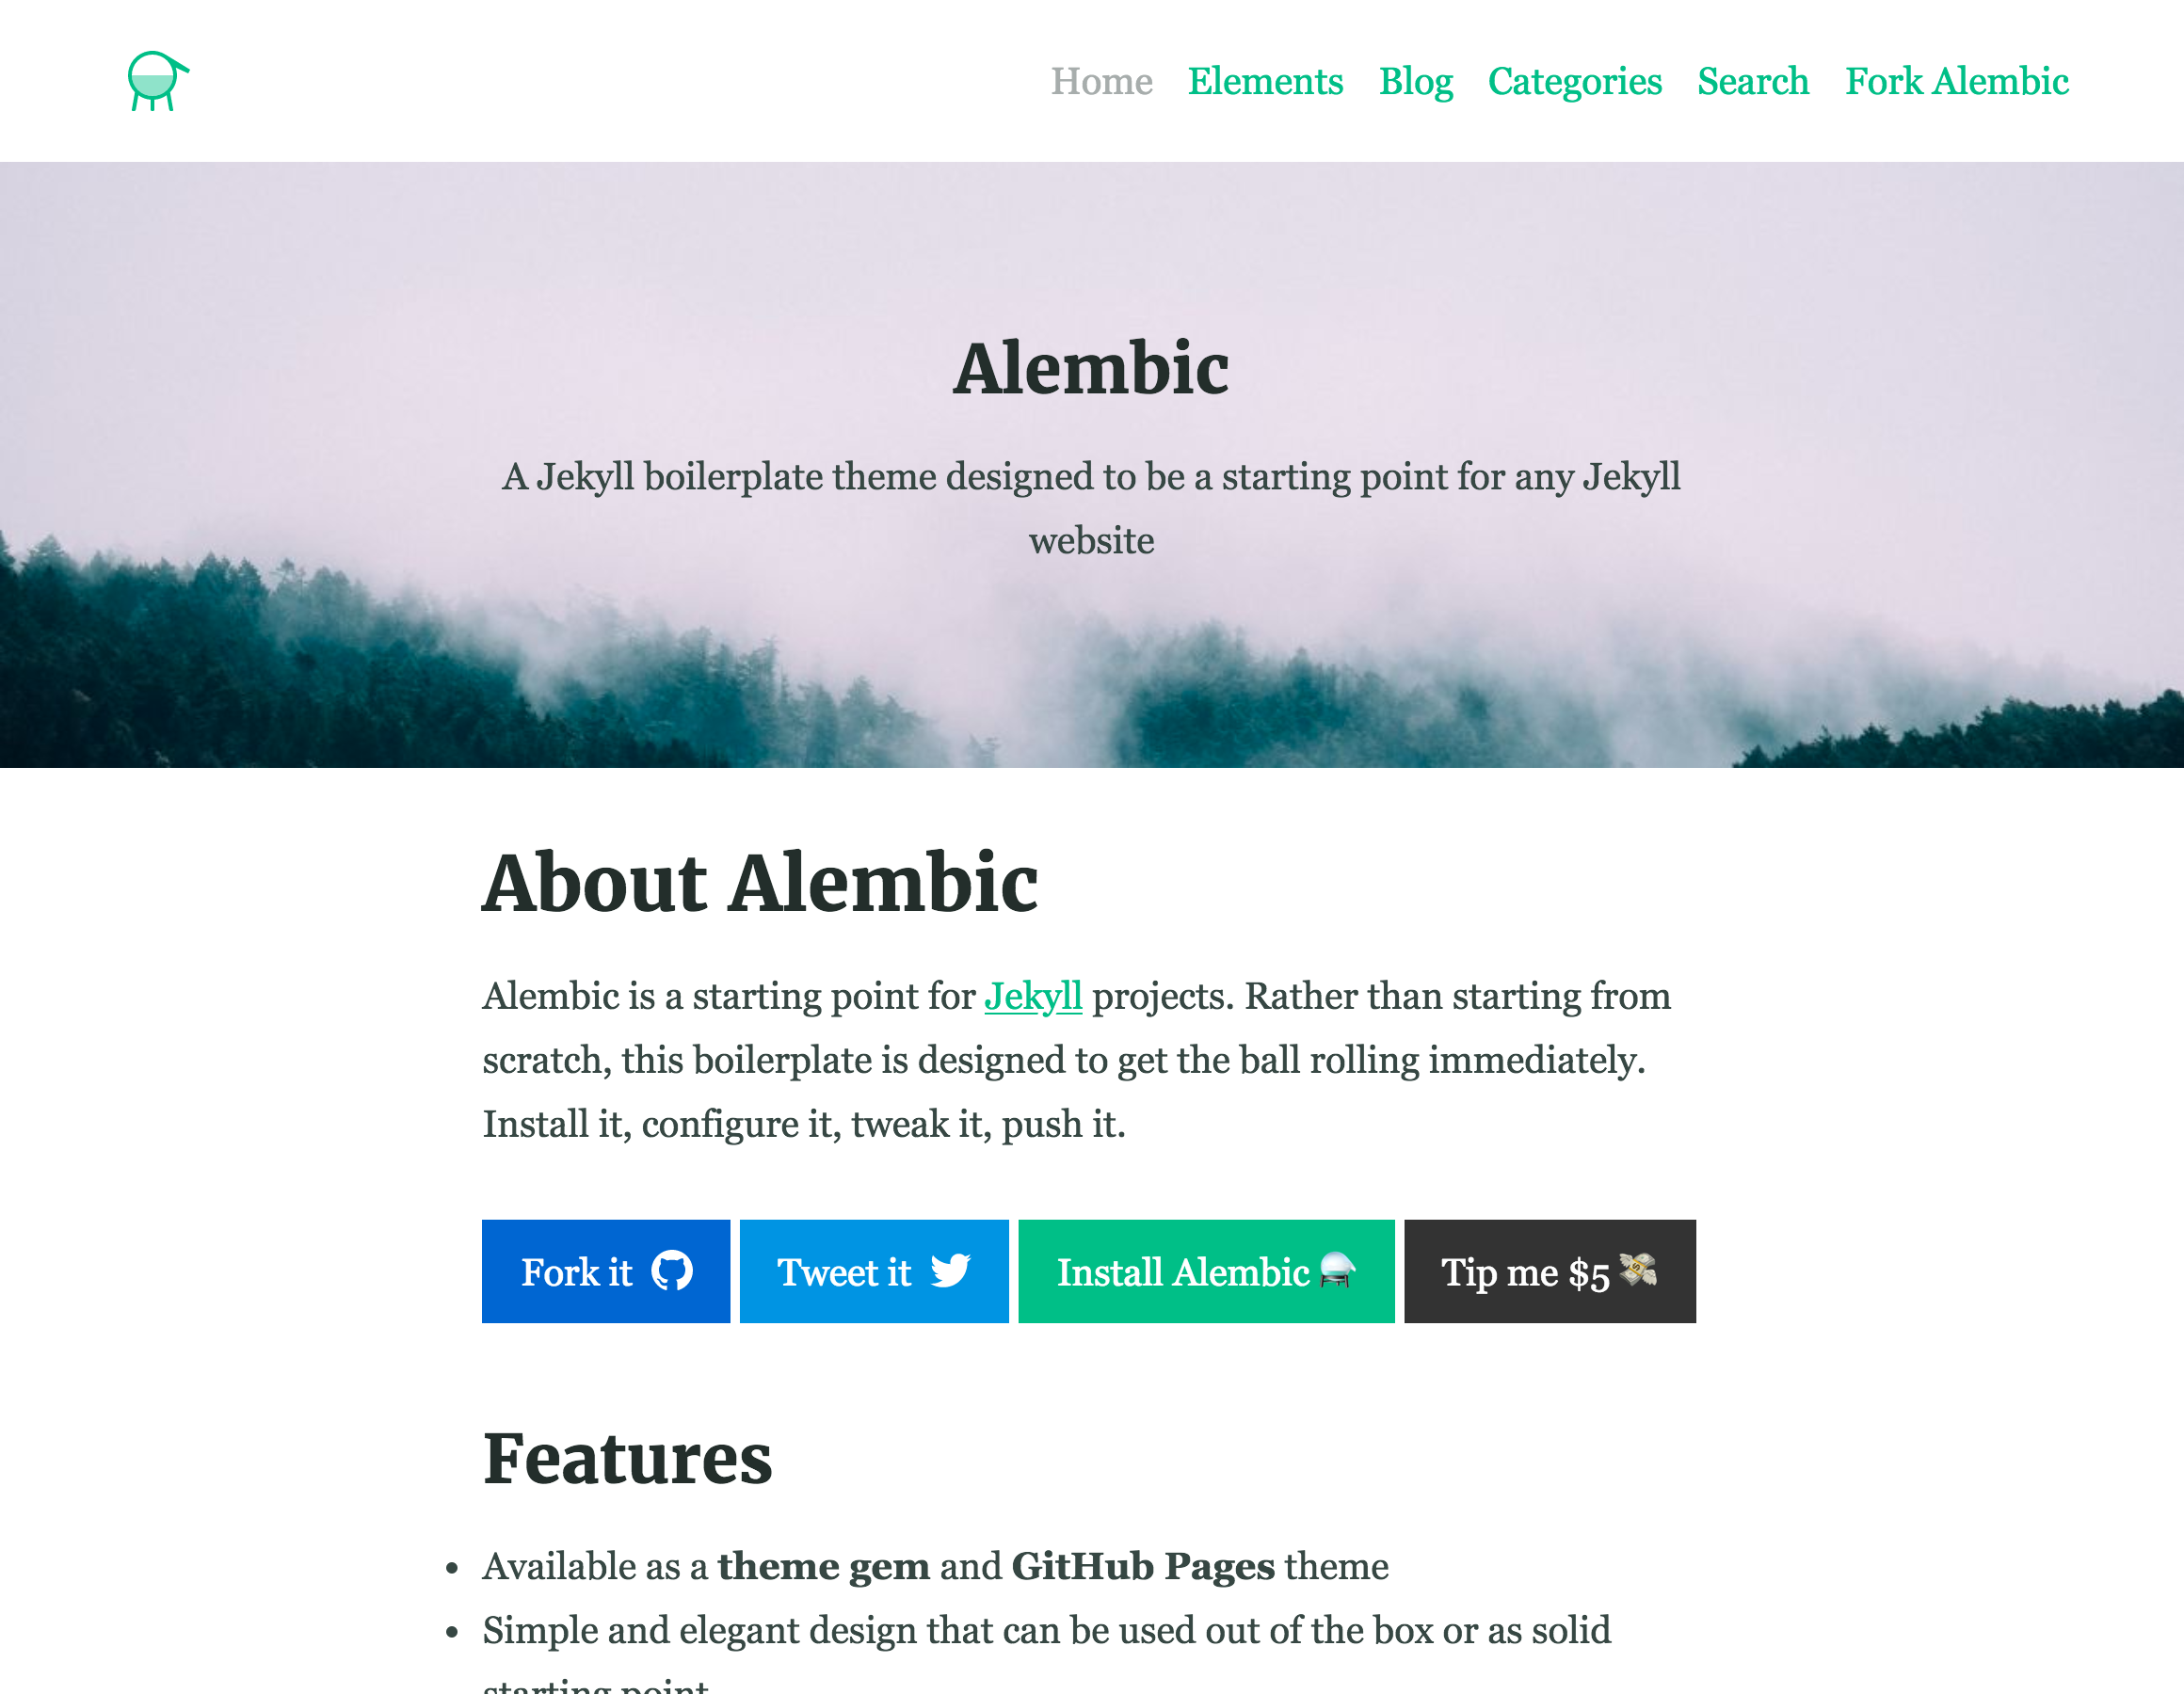 Home Elements Blog Categories Search Fork Alembic
Alembic
A Jekyll boilerplate theme designed to be a starting point for any Jekyll
website
About Alembic
Alembic is a starting point for Jekyll projects. Rather than starting from
scratch, this boilerplate is designed to get the ball rolling immediately.
Install it, configure it, tweak it, push it.
Fork it Tweet it Install Alembic Tip me $5 💸
Features
• Available as a theme gem and GitHub Pages theme
• Simple and elegant design that can be used out of the box or as solid
starting point